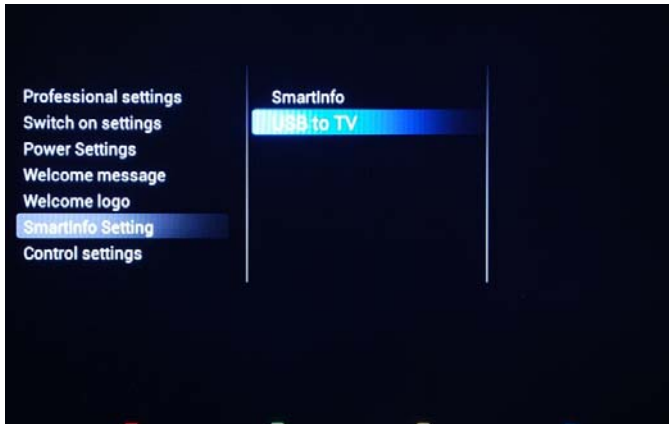 Professional settings
Switch on settings
Power Settings
Welcome message
Welcome logo
SmartInfo Setting
Control settings
SmartInfo
USB to TV